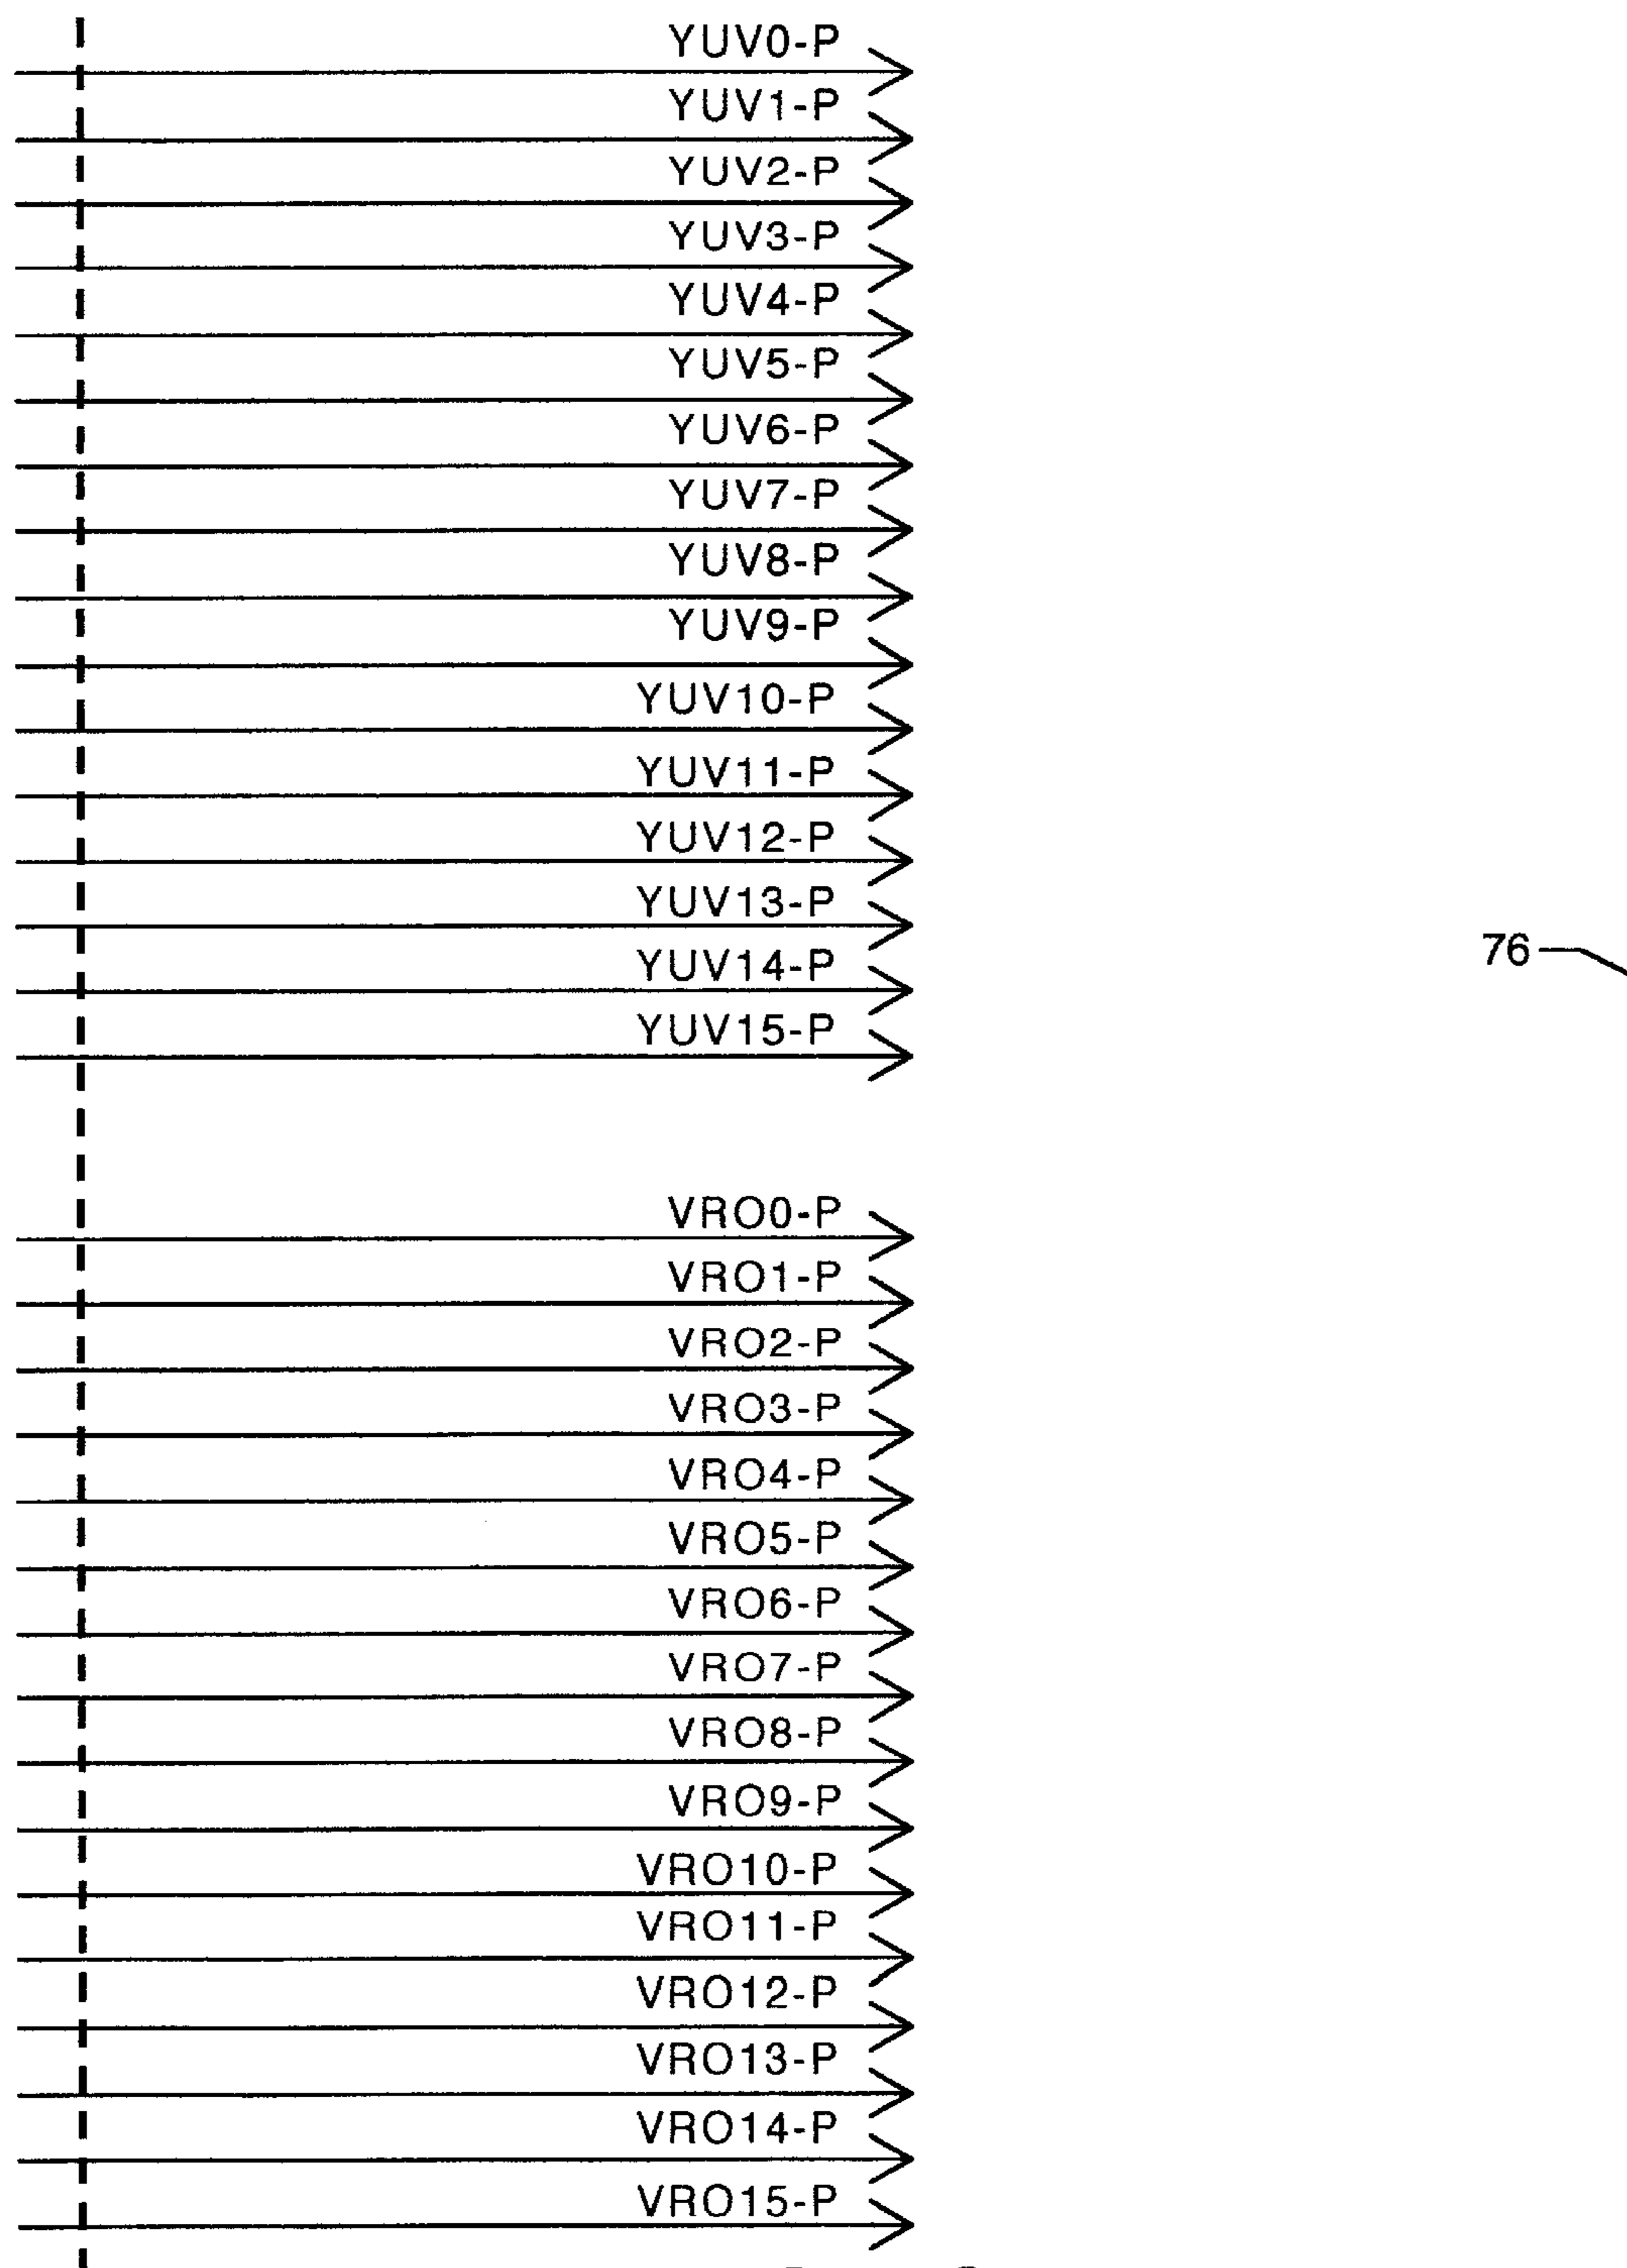 YUV0-P
YUV1-P
YUV2-P
YUV3-P
YUV4-P
YUV5-P
YUV6-P
YUV7-P
YUV8-P
YUV9-P
YUV10-P
YUV11-P
YUV12-P
YUV13-P
76
YUV14-P
YUV15-P
VRO0-P
VRO1-P
VRO2-P
VRO3-P
VRO4-P
VRO5-P
VRO6-P
VRO7-P
VRO8-P
VRO9-P
VRO10-P
VRO11-P
VRO12-P
VRO13-P
VRO14-P
VRO15-P